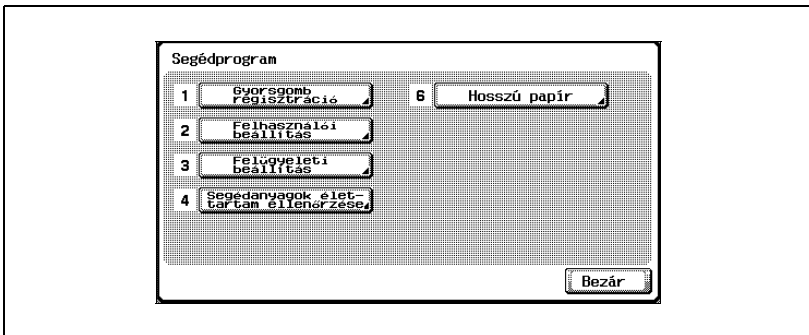 Segédprogram
1 Gyorsgomb
regisztráció
2 Felhasználói
beállítás
3 Felügyeleti
beállítás
4 Segédanyagok élet-
tartam ellenőrzése
6 Hosszú papír
Bezár